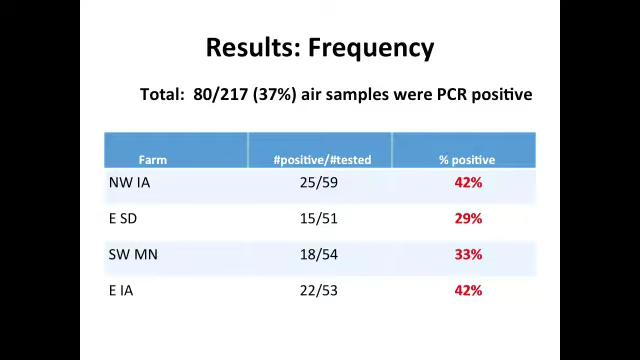 Results: Frequency
Total: 80/217 (37%) air samples were PCR positive
Farm #positive/#tested % positive
NW IA 25/59 42%
E SD 15/51 29%
SW MN 18/54 33%
E IA 22/53 42%